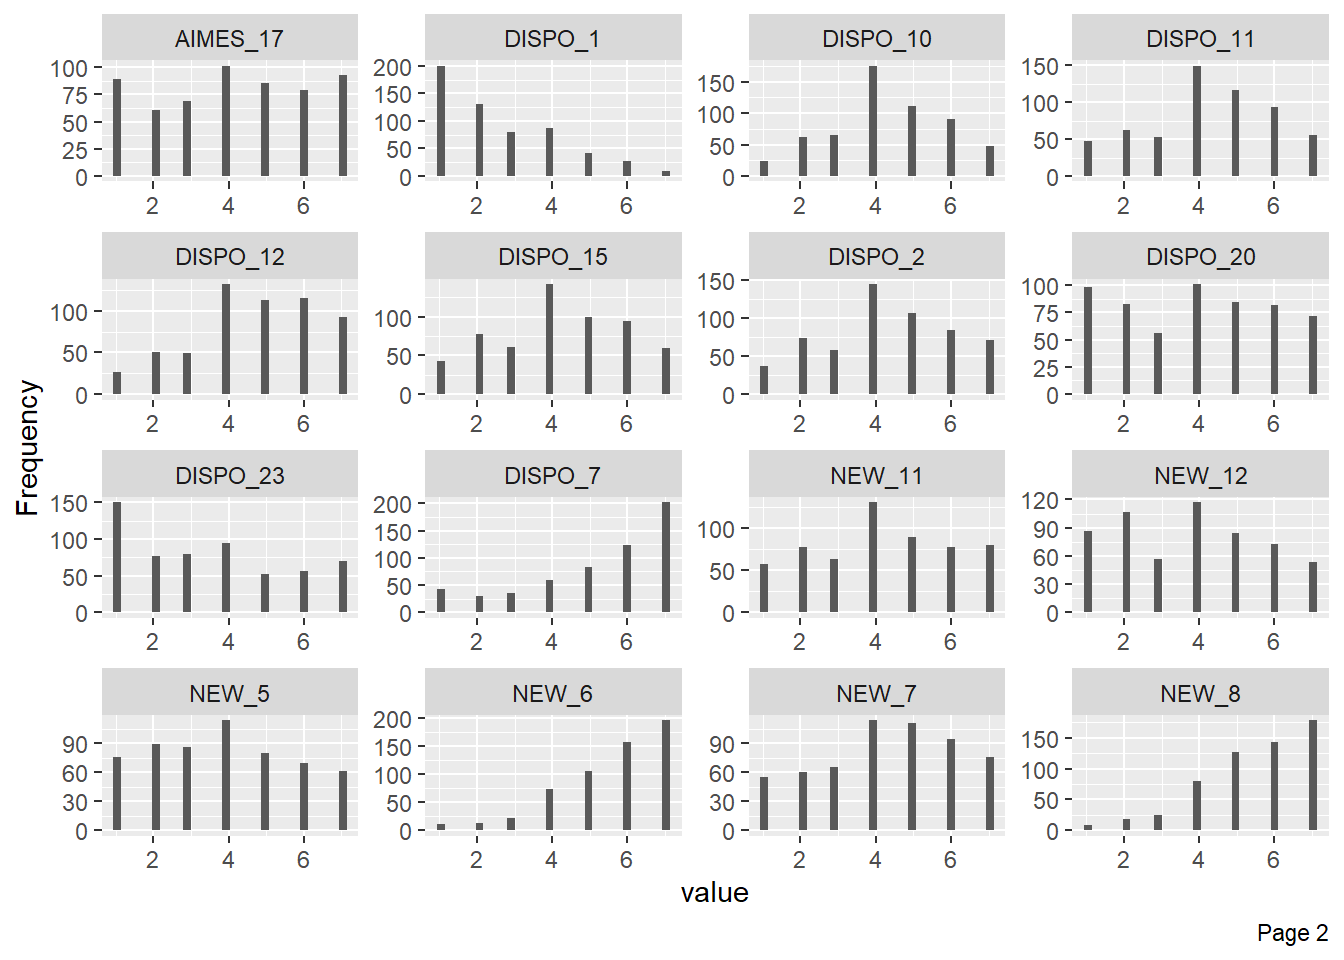 AIMES_17 DISPO_1 DISPO_10 DISPO_11
100 75 50 25 0
200 150 100 50 0
150 100 50 0
150 100 50 0
2 4 6 2 4 6 2 4 6 2 4 6
DISPO_12 DISPO_15 DISPO_2 DISPO_20
100 50 0
100 50 0
150 100 50 0
100 75 50 25 0
2 4 6 2 4 6 2 4 6 2 4 6
Frequency
DISPO_23 DISPO_7 NEW_11 NEW_12
150 100 50 0
200 150 100 50 0
100 50 0
120 90 60 30 0
2 4 6 2 4 6 2 4 6 2 4 6
NEW_5 NEW_6 NEW_7 NEW_8
90 60 30 0
200 150 100 50 0
90 60 30 0
150 100 50 0
2 4 6 2 4 6 2 4 6 2 4 6
value
Page 2